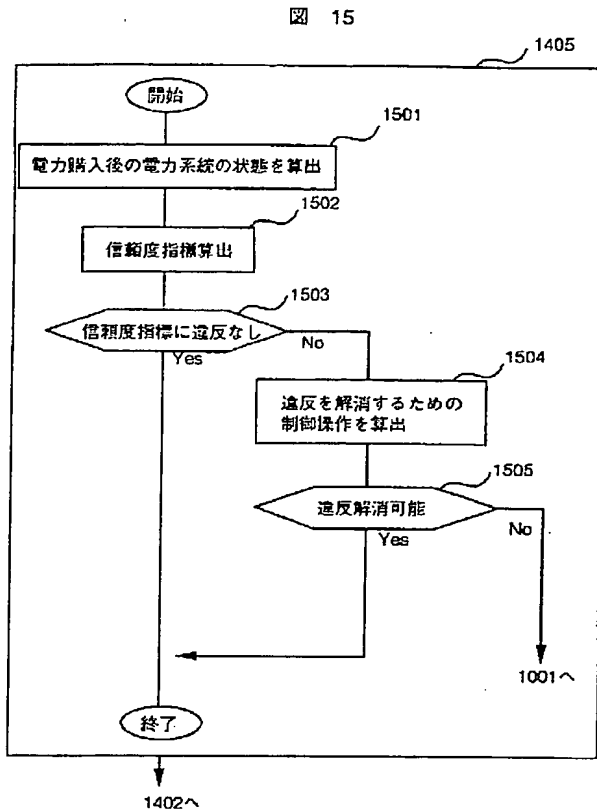 図 15
1405
開始
1501
電力購入後の電力系統の状態を算出
1502
信頼度指標算出
1503
信頼度指標に違反なし
No
Yes
1504
違反を解消するための
制御操作を算出
1505
違反解消可能
No
Yes
1001へ
終了
1402へ